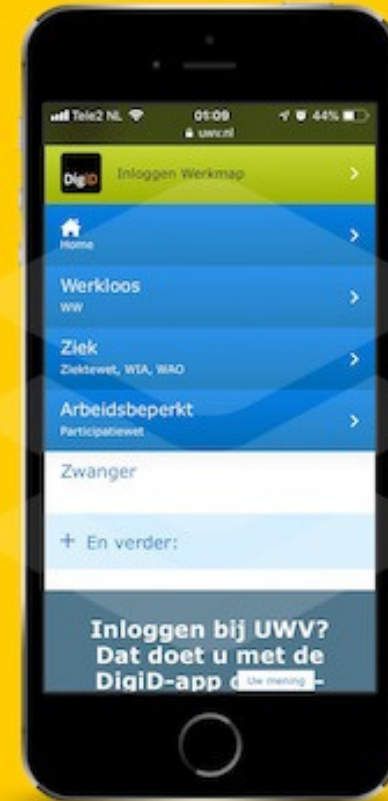 Tele2 NL 01:09 44%
uwv.nl
DigiD Inloggen Werkmap
Home
Werkloos
WW
Ziek
Ziektewet, WIA, WAO
Arbeidsbeperkt
Participatiewet
Zwanger
+ En verder:
Inloggen bij UWV?
Dat doet u met de
DigiD-app
Uw mening